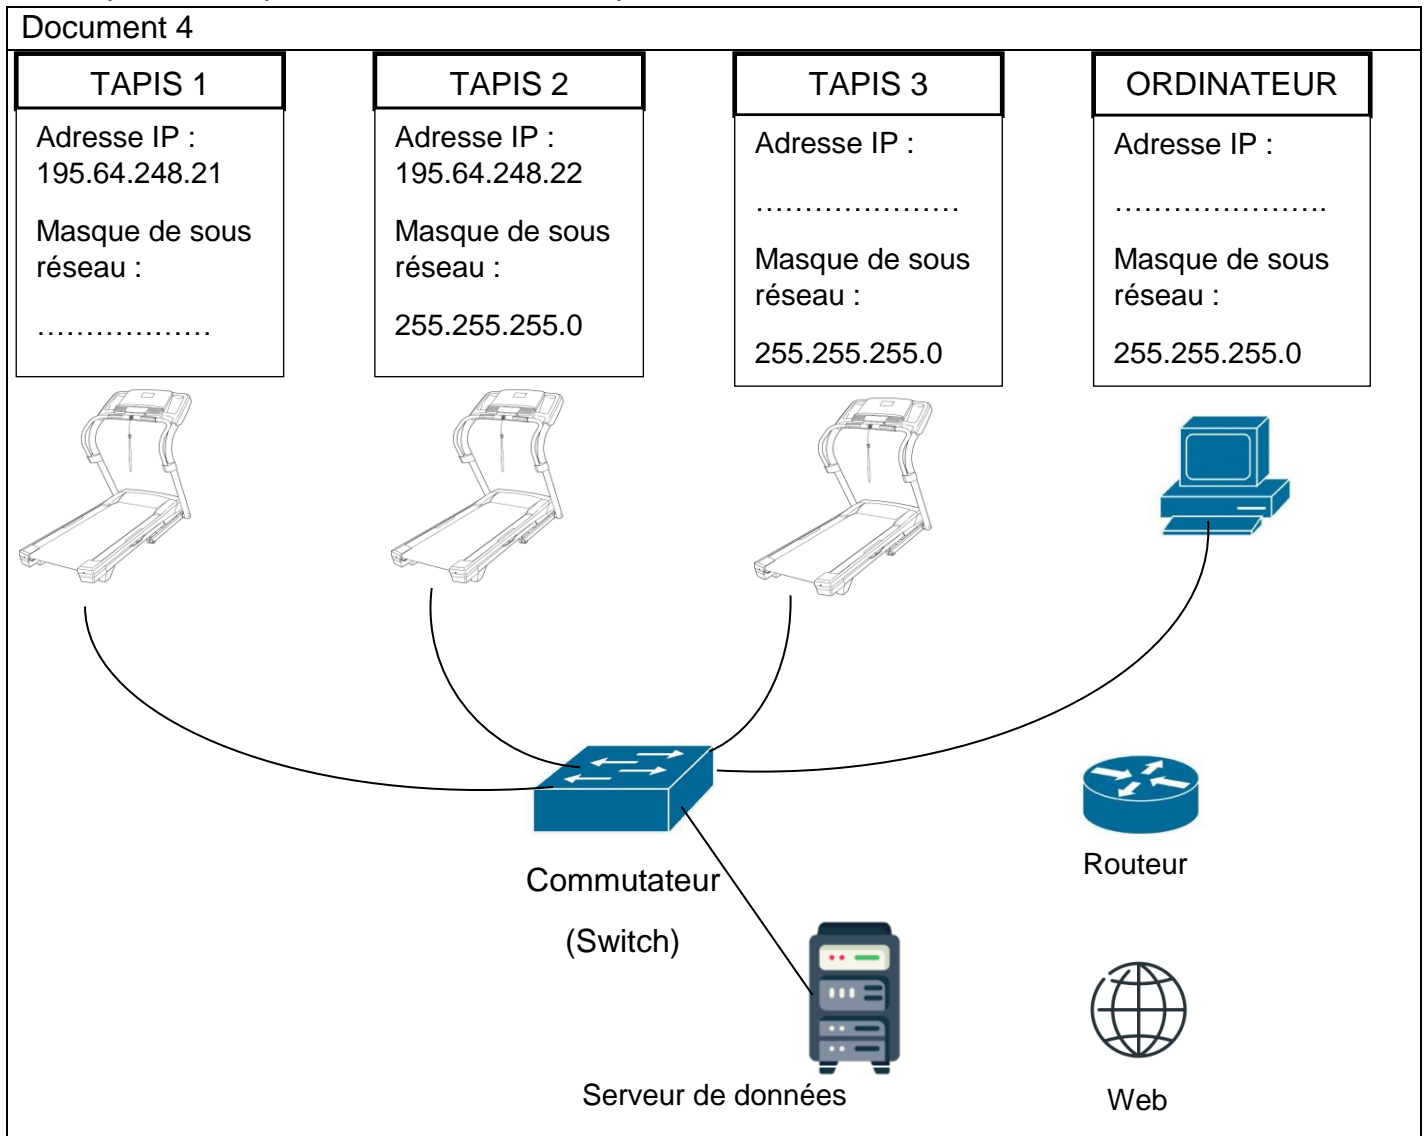 Document 4
TAPIS 1
Adresse IP :
195.64.248.21
Masque de sous
réseau :
………………
TAPIS 2
Adresse IP :
195.64.248.22
Masque de sous
réseau :
255.255.255.0
TAPIS 3
Adresse IP :
…………………
Masque de sous
réseau :
255.255.255.0
ORDINATEUR
Adresse IP :
………………….
Masque de sous
réseau :
255.255.255.0
Commutateur
(Switch)
Routeur
Serveur de données
Web